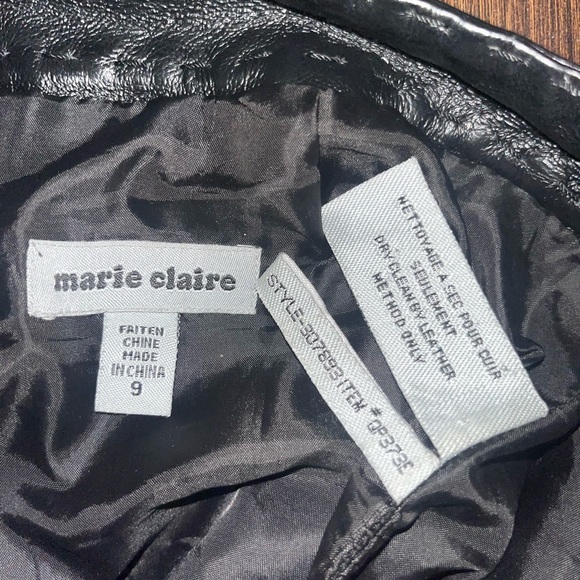 marie claire
FAIT EN
CHINE
MADE
IN CHINA
9
STYLE-307893 ITEM #
NETTOYAGE A SEC POUR CUIR
SEULEMENT
DRY CLEAN BY LEATHER
METHOD ONLY